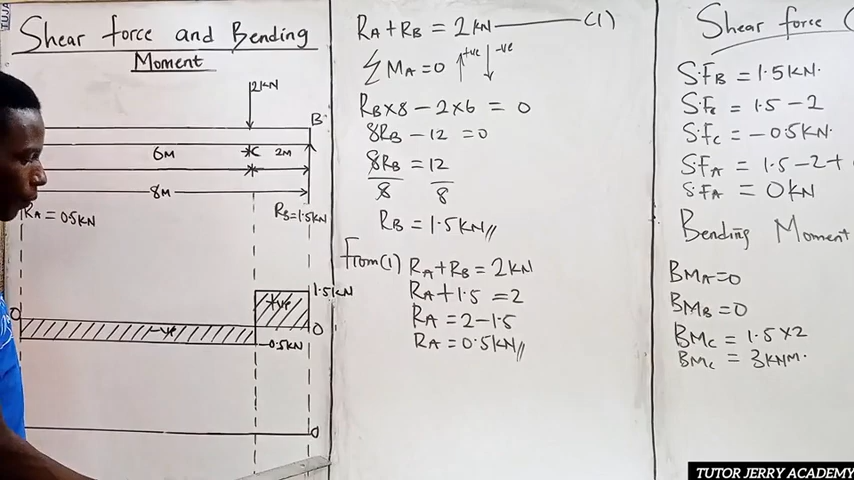 TUJA
Shear force and Bending
Moment
2KN
B
6M
C
2M
8M
RA = 0.5KN
RB=1.5KN
1.5KN
+ve
0
-ve
0
-0.5KN
0
RA + RB = 2KN (1)
∑MA=0 ↑+ve ↓-ve
RB×8 - 2×6 = 0
8RB - 12 = 0
8RB = 12
8 8
RB = 1.5KN//
From(1) RA+RB = 2KN
RA+1.5 = 2
RA = 2-1.5
RA = 0.5KN//
Shear force (
S.FB = 1.5KN.
S.Fc = 1.5-2
S.Fc = -0.5KN.
S.FA = 1.5-2+
S.FA = 0KN
Bending Moment
BMA=0
BMB=0
BMc = 1.5×2
BMc = 3KNM.
TUTOR JERRY ACADEMY